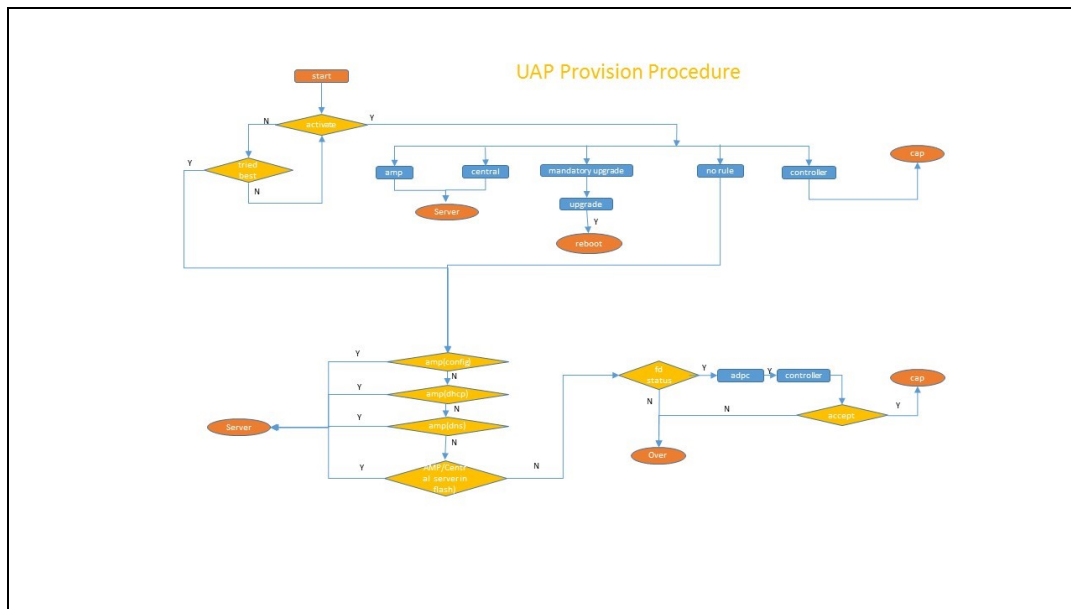 UAP Provision Procedure
start
N
Y
activate
Y
tried
best
N
amp
central
mandatory upgrade
no rule
controller
cap
Server
upgrade
Y
reboot
Y
amp(config)
N
Y
amp(dhcp)
N
Y
amp(dns)
N
Server
Y
AMP/Centr
al server in
flash)
N
fd
status
Y
adpc
Y
controller
cap
N
N
accept
Y
Over